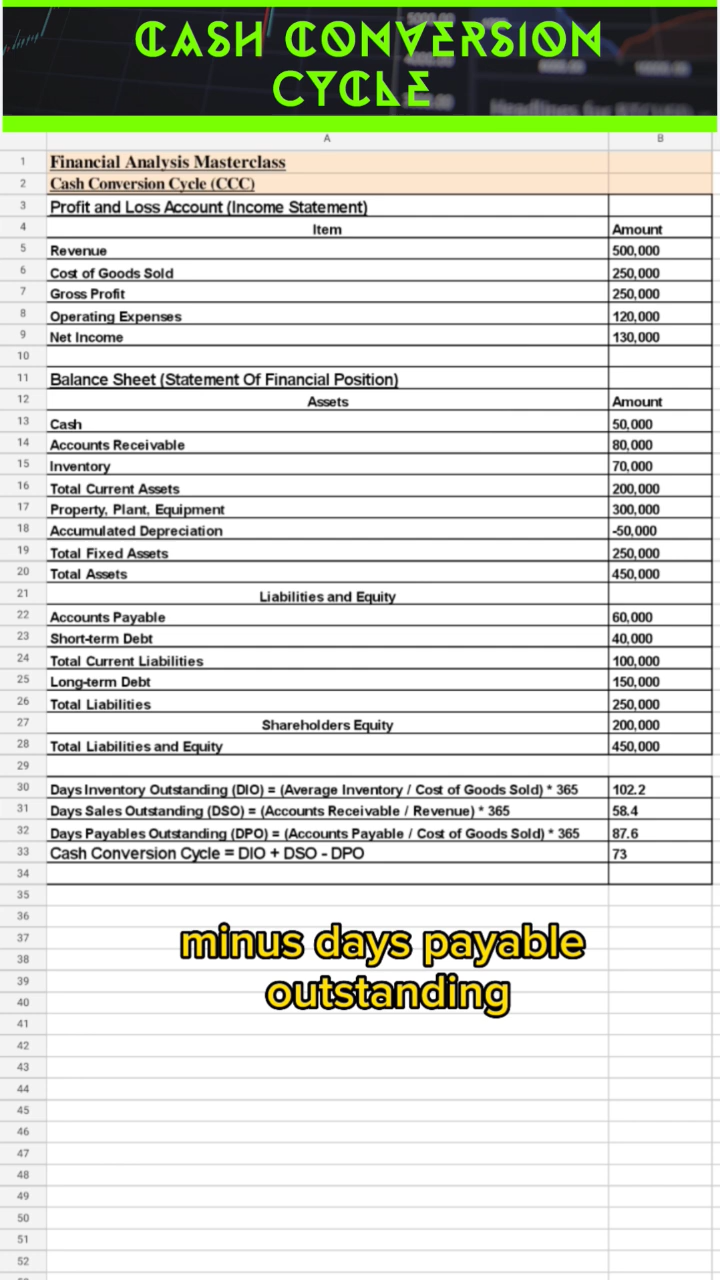 CASH CONVERSION
CYCLE
A B
1 Financial Analysis Masterclass
2 Cash Conversion Cycle (CCC)
3 Profit and Loss Account (Income Statement)
4 Item Amount
5 Revenue 500,000
6 Cost of Goods Sold 250,000
7 Gross Profit 250,000
8 Operating Expenses 120,000
9 Net Income 130,000
10
11 Balance Sheet (Statement Of Financial Position)
12 Assets Amount
13 Cash 50,000
14 Accounts Receivable 80,000
15 Inventory 70,000
16 Total Current Assets 200,000
17 Property, Plant, Equipment 300,000
18 Accumulated Depreciation -50,000
19 Total Fixed Assets 250,000
20 Total Assets 450,000
21 Liabilities and Equity
22 Accounts Payable 60,000
23 Short-term Debt 40,000
24 Total Current Liabilities 100,000
25 Long-term Debt 150,000
26 Total Liabilities 250,000
27 Shareholders Equity 200,000
28 Total Liabilities and Equity 450,000
29
30 Days Inventory Outstanding (DIO) = (Average Inventory / Cost of Goods Sold) * 365 102.2
31 Days Sales Outstanding (DSO) = (Accounts Receivable / Revenue) * 365 58.4
32 Days Payables Outstanding (DPO) = (Accounts Payable / Cost of Goods Sold) * 365 87.6
33 Cash Conversion Cycle = DIO + DSO - DPO 73
34
35
36
37
minus days payable
38
39
outstanding
40
41
42
43
44
45
46
47
48
49
50
51
52